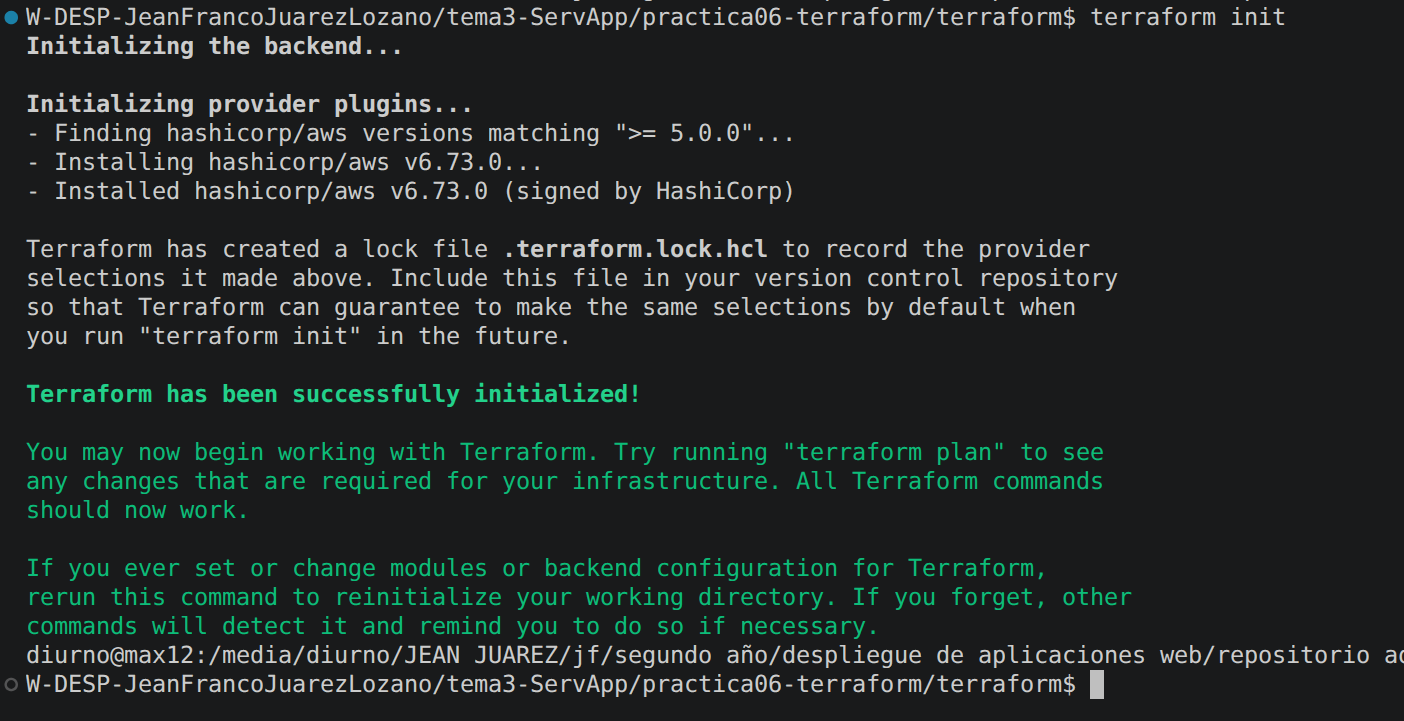 W-DESP-JeanFrancoJuarezLozano/tema3-ServApp/practica06-terraform/terraform$ terraform init
Initializing the backend...
Initializing provider plugins...
- Finding hashicorp/aws versions matching ">= 5.0.0"...
- Installing hashicorp/aws v6.73.0...
- Installed hashicorp/aws v6.73.0 (signed by HashiCorp)
Terraform has created a lock file .terraform.lock.hcl to record the provider
selections it made above. Include this file in your version control repository
so that Terraform can guarantee to make the same selections by default when
you run "terraform init" in the future.
Terraform has been successfully initialized!
You may now begin working with Terraform. Try running "terraform plan" to see
any changes that are required for your infrastructure. All Terraform commands
should now work.
If you ever set or change modules or backend configuration for Terraform,
rerun this command to reinitialize your working directory. If you forget, other
commands will detect it and remind you to do so if necessary.
diurno@max12:/media/diurno/JEAN JUAREZ/jf/segundo año/despliegue de aplicaciones web/repositorio
W-DESP-JeanFrancoJuarezLozano/tema3-ServApp/practica06-terraform/terraform$